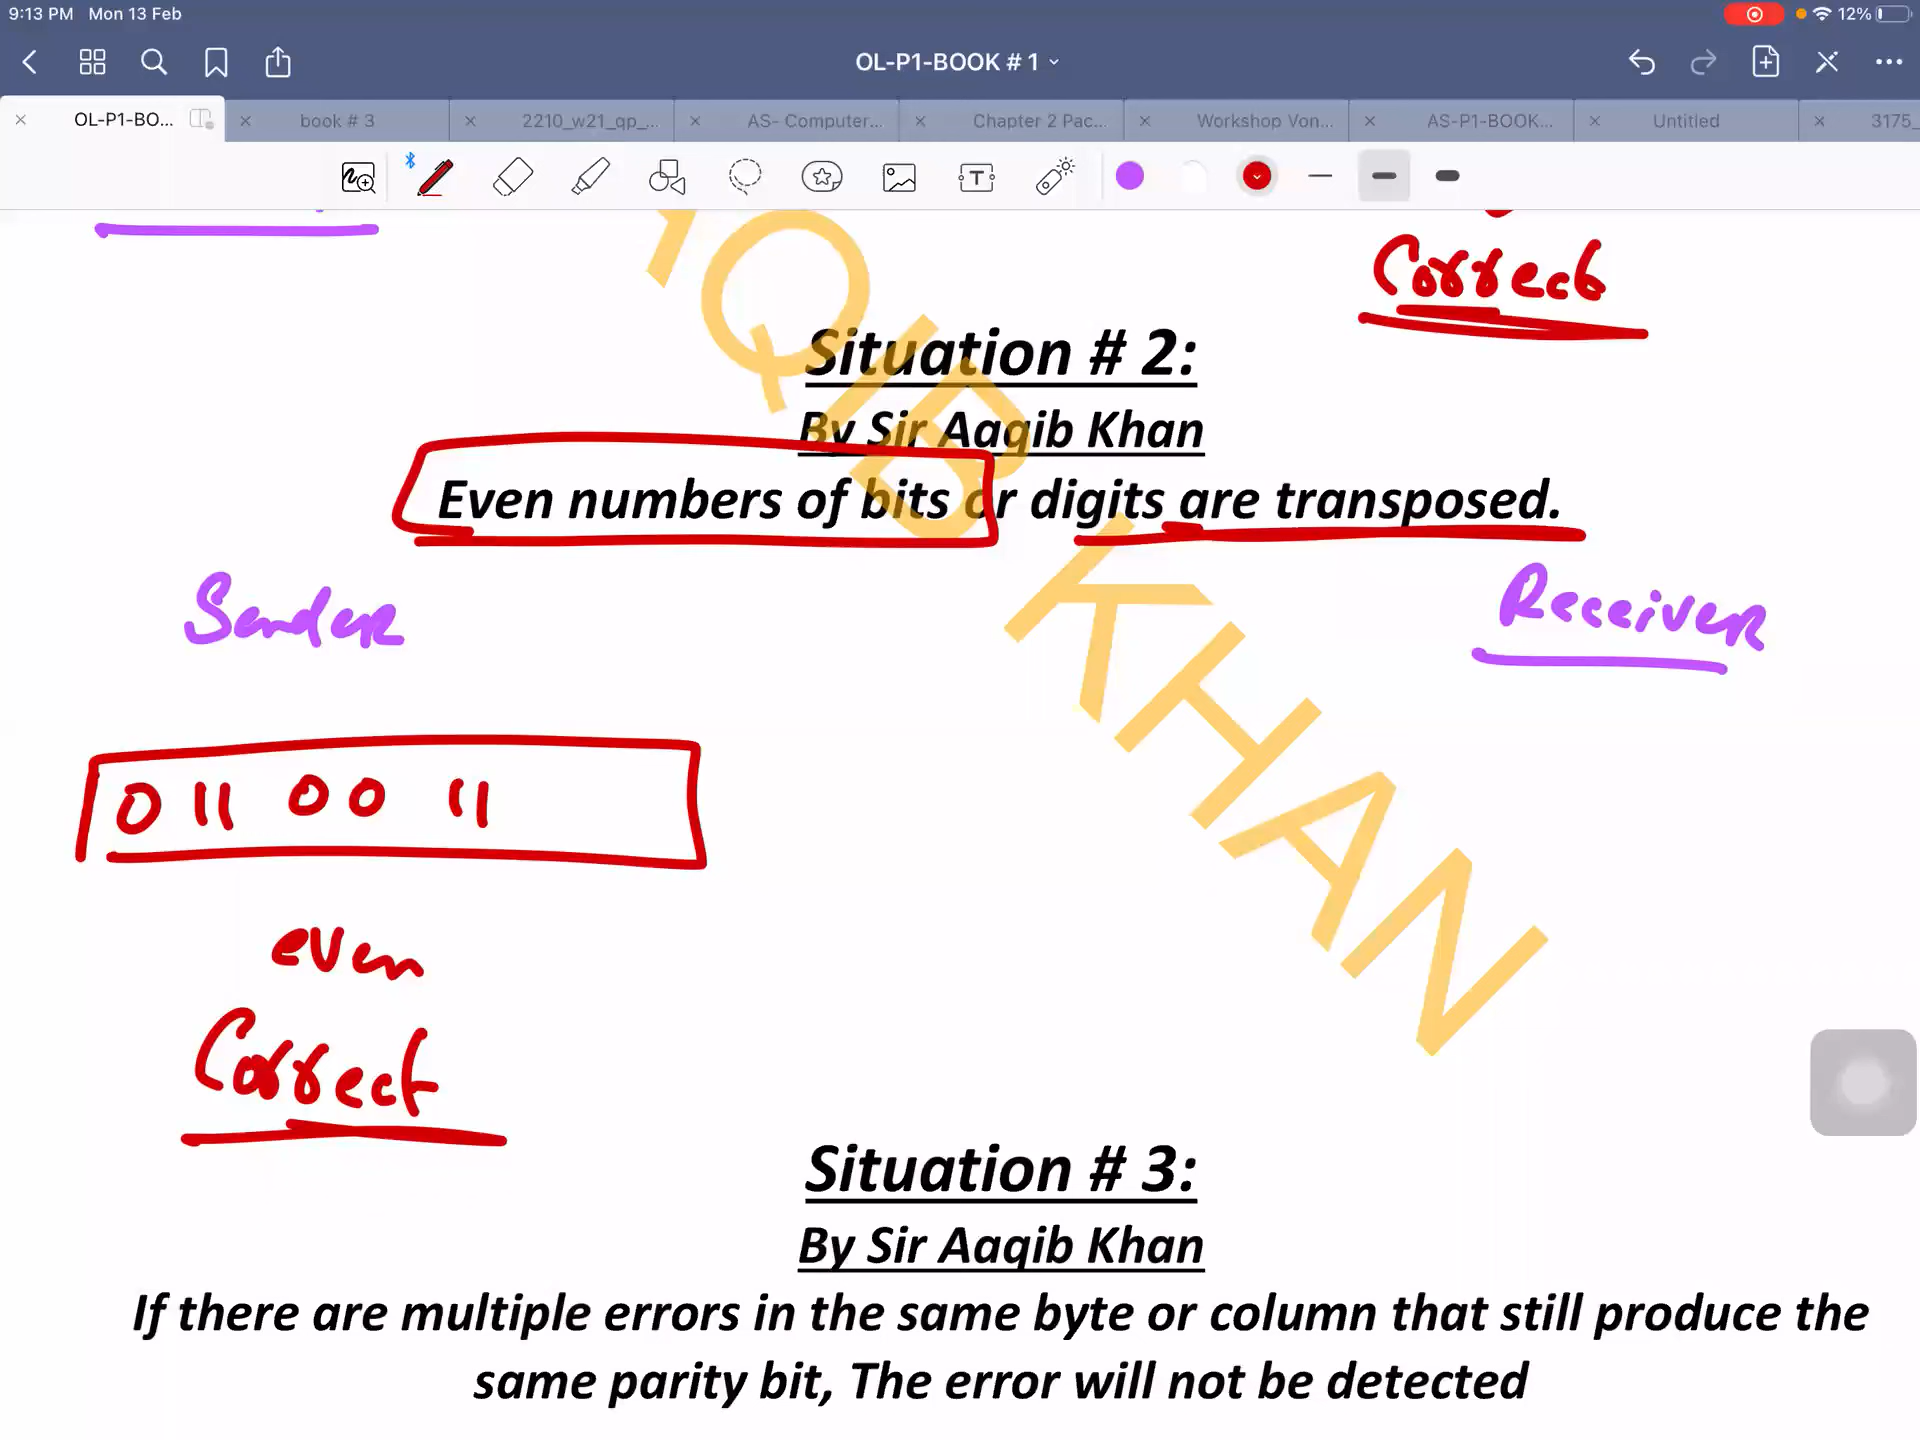 9:13 PM Mon 13 Feb
12%
OL-P1-BOOK # 1
OL-P1-BO...
book # 3
2210_w21_qp_...
AS- Computer...
Chapter 2 Pac...
Workshop Von...
AS-P1-BOOK...
Untitled
3175_
Correct
Situation # 2:
By Sir Aaqib Khan
Even numbers of bits or digits are transposed.
Sender
Receiver
0 11 00 11
even
Correct
AQIB KHAN
Situation # 3:
By Sir Aaqib Khan
If there are multiple errors in the same byte or column that still produce the
same parity bit, The error will not be detected